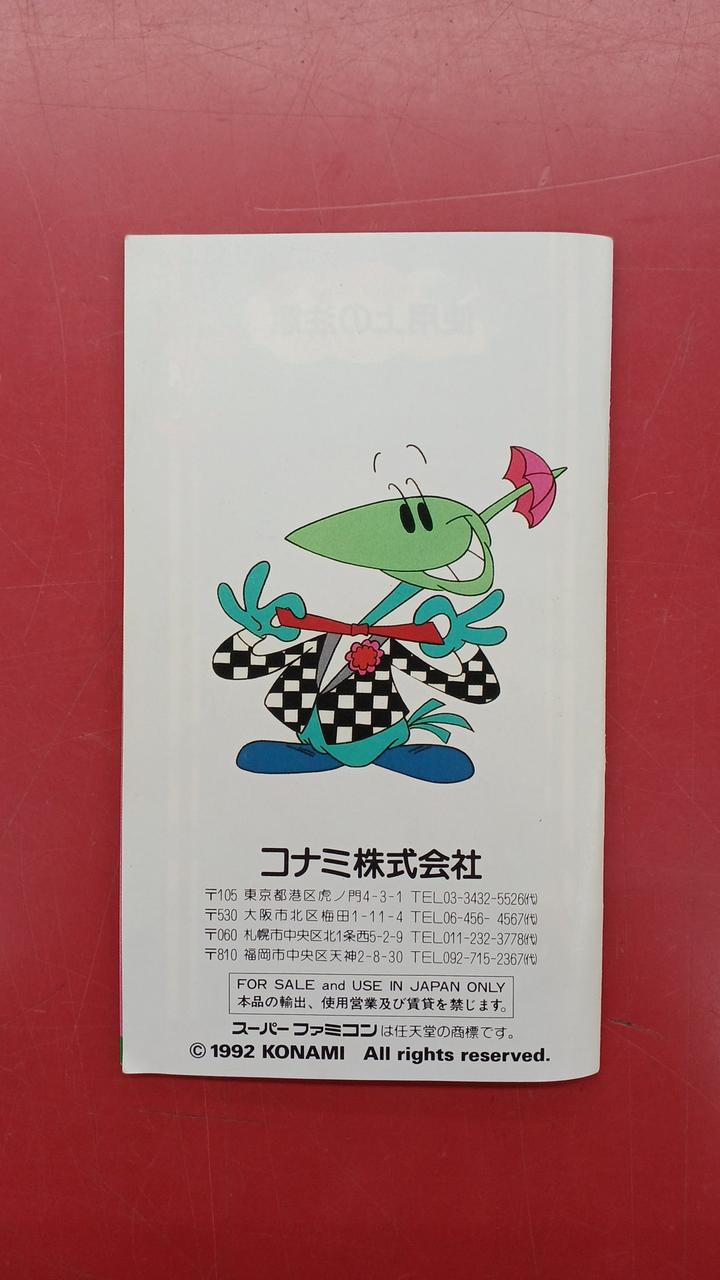 コナミ株式会社
〒105 東京都港区虎ノ門4-3-1 TEL.03-3432-5526㈹
〒530 大阪市北区梅田1-11-4 TEL.06-456- 4567㈹
〒060 札幌市中央区北1条西5-2-9 TEL.011-232-3778㈹
〒810 福岡市中央区天神2-8-30 TEL.092-715-2367㈹
FOR SALE and USE IN JAPAN ONLY
本品の輸出、使用営業及び賃貸を禁じます。
スーパーファミコンは任天堂の商標です。
© 1992 KONAMI All rights reserved.